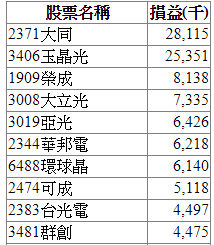 股票名稱 損益(千)
2371大同 28,115
3406玉晶光 25,351
1909榮成 8,138
3008大立光 7,335
3019亞光 6,426
2344華邦電 6,218
6488環球晶 6,140
2474可成 5,118
2383台光電 4,497
3481群創 4,475